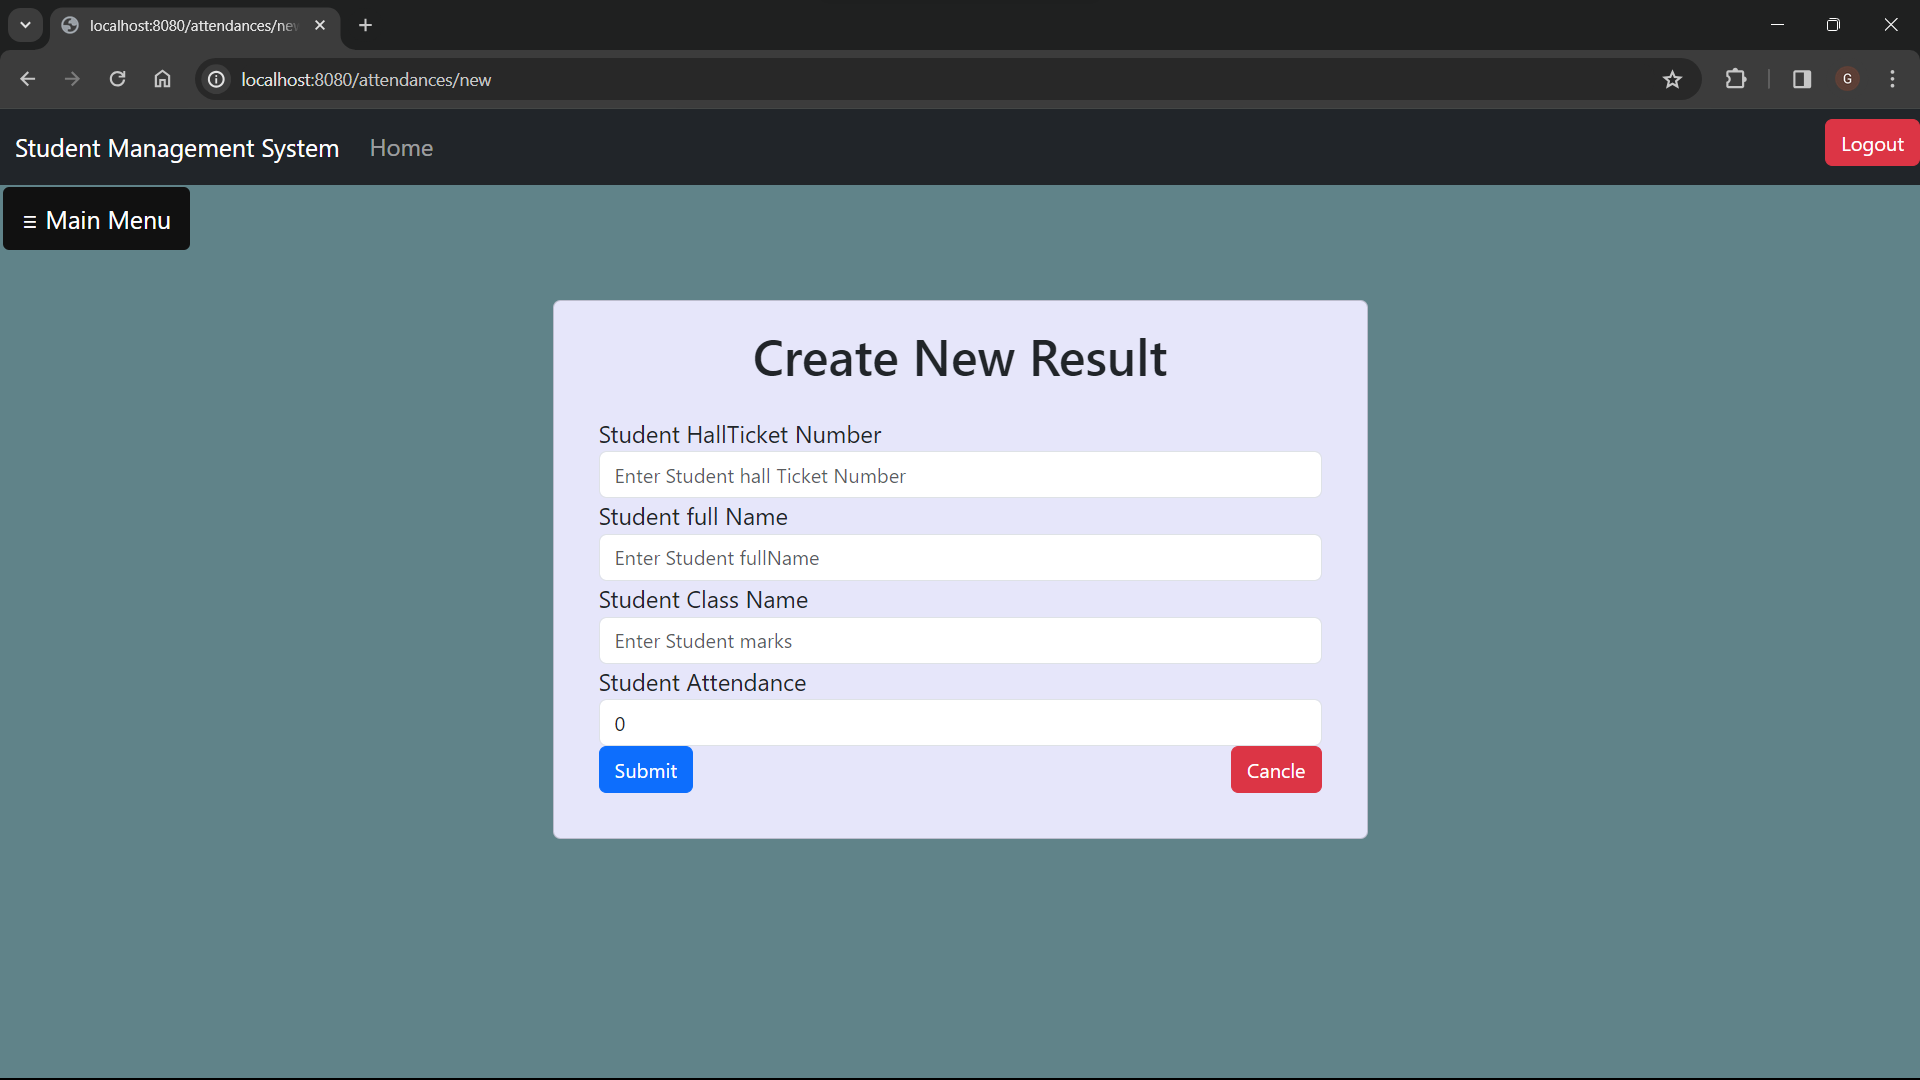 localhost:8080/attendances/nev
localhost:8080/attendances/new
G
Student Management System Home Logout
☰ Main Menu
Create New Result
Student HallTicket Number
Enter Student hall Ticket Number
Student full Name
Enter Student fullName
Student Class Name
Enter Student marks
Student Attendance
0
Submit Cancle